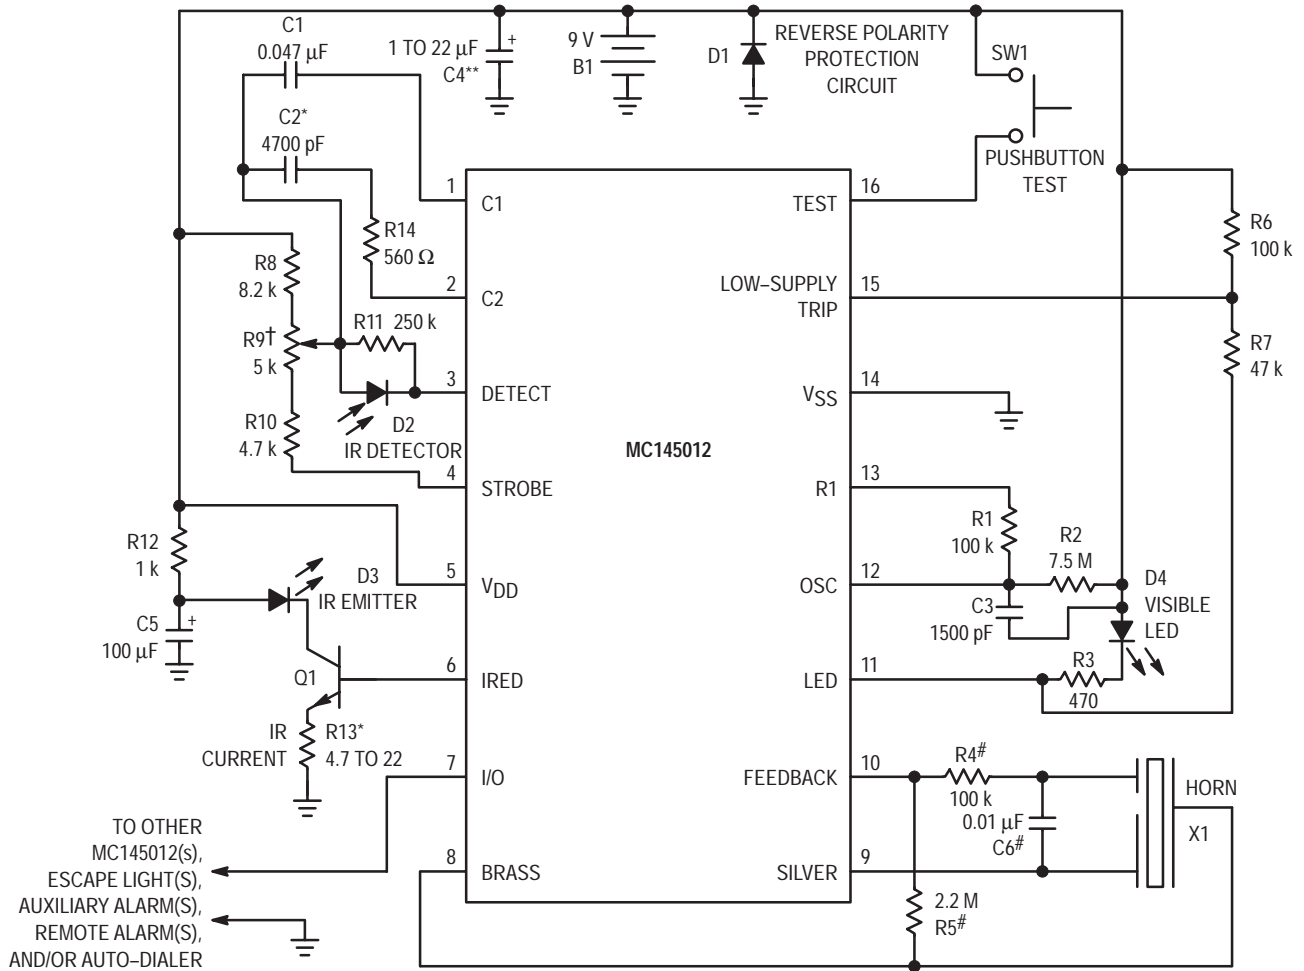 C1
0.047 µF
1 TO 22 µF
C4**
+
9 V
B1
D1
REVERSE POLARITY
PROTECTION
CIRCUIT
SW1
PUSHBUTTON
TEST
C2*
4700 pF
R14
560 Ω
R8
8.2 k
R9†
5 k
R10
4.7 k
R11 250 k
D2
IR DETECTOR
R12
1 k
C5
100 µF
+
D3
IR EMITTER
Q1
IR
CURRENT
R13*
4.7 TO 22
TO OTHER
MC145012(s),
ESCAPE LIGHT(S),
AUXILIARY ALARM(S),
REMOTE ALARM(S),
AND/OR AUTO–DIALER
MC145012
1
C1
2
C2
3
DETECT
4
STROBE
5
VDD
6
IRED
7
I/O
8
BRASS
16
TEST
15
LOW–SUPPLY
TRIP
14
VSS
13
R1
12
OSC
11
LED
10
FEEDBACK
9
SILVER
R6
100 k
R7
47 k
R1
100 k
R2
7.5 M
C3
1500 pF
D4
VISIBLE
LED
R3
470
R4#
100 k
0.01 µF
C6#
2.2 M
R5#
HORN
X1